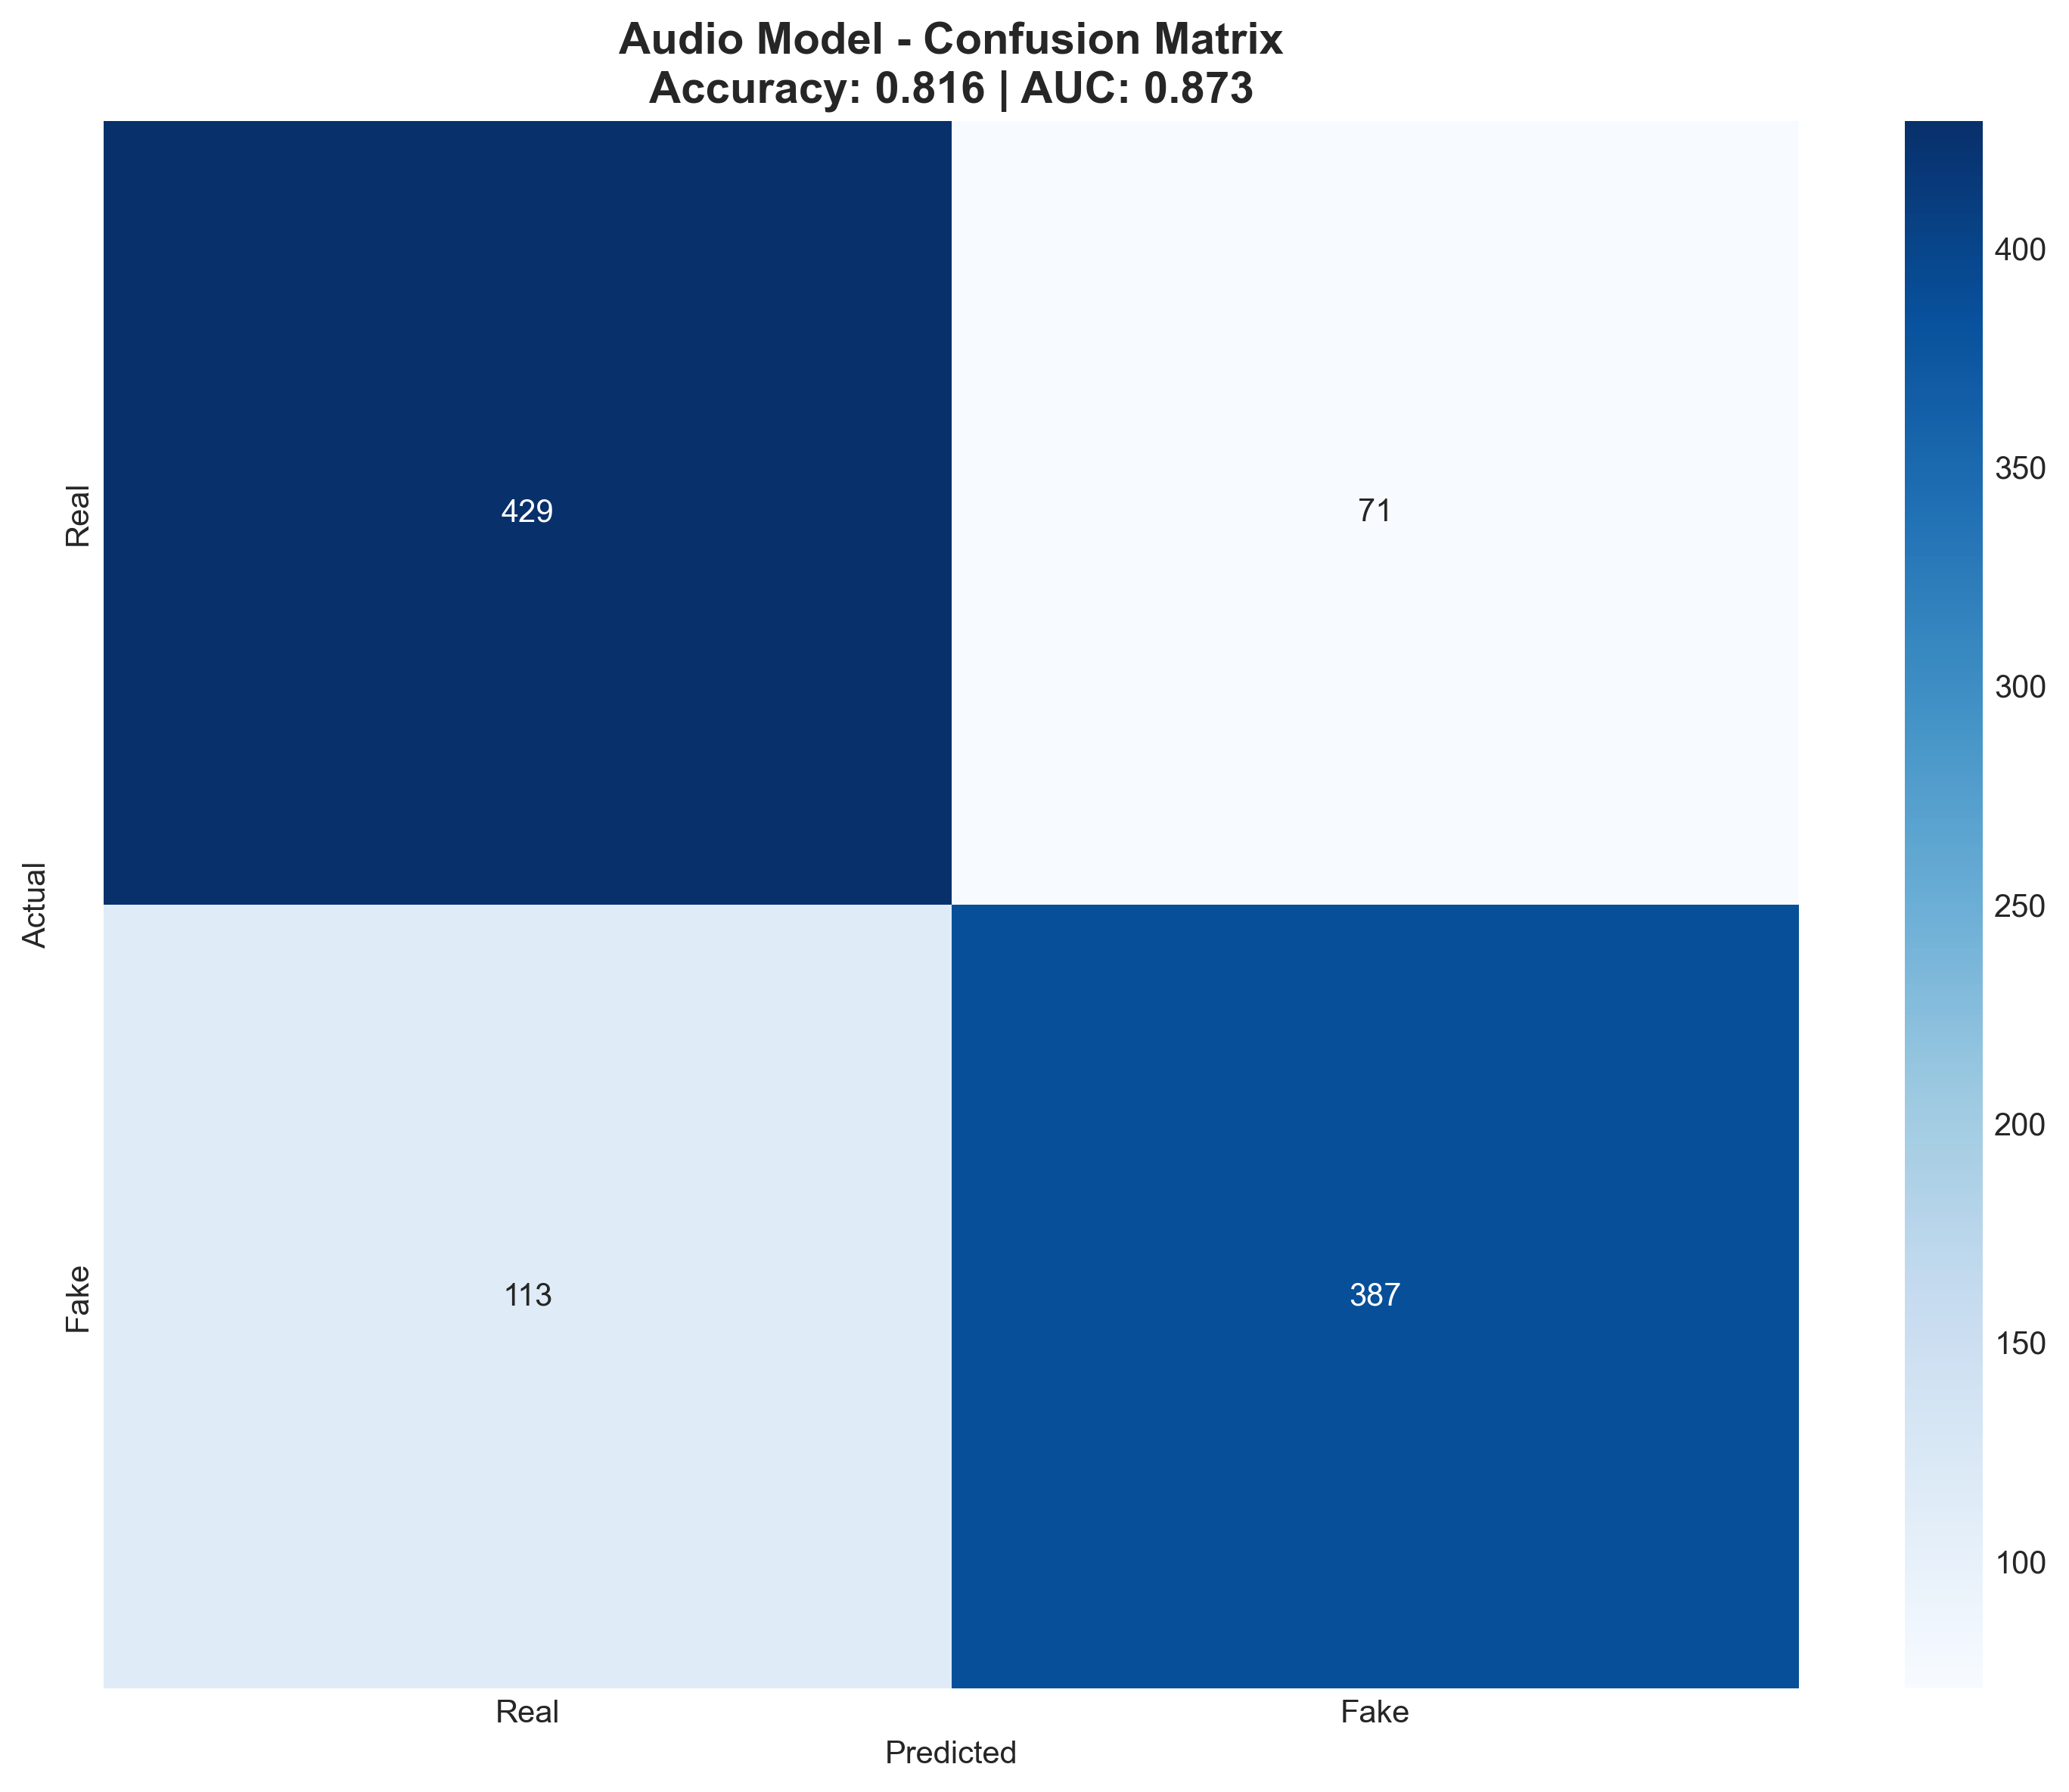 Audio Model - Confusion Matrix
Accuracy: 0.816 | AUC: 0.873
Actual
Real
429
71
Fake
113
387
Real
Fake
Predicted
400
350
300
250
200
150
100